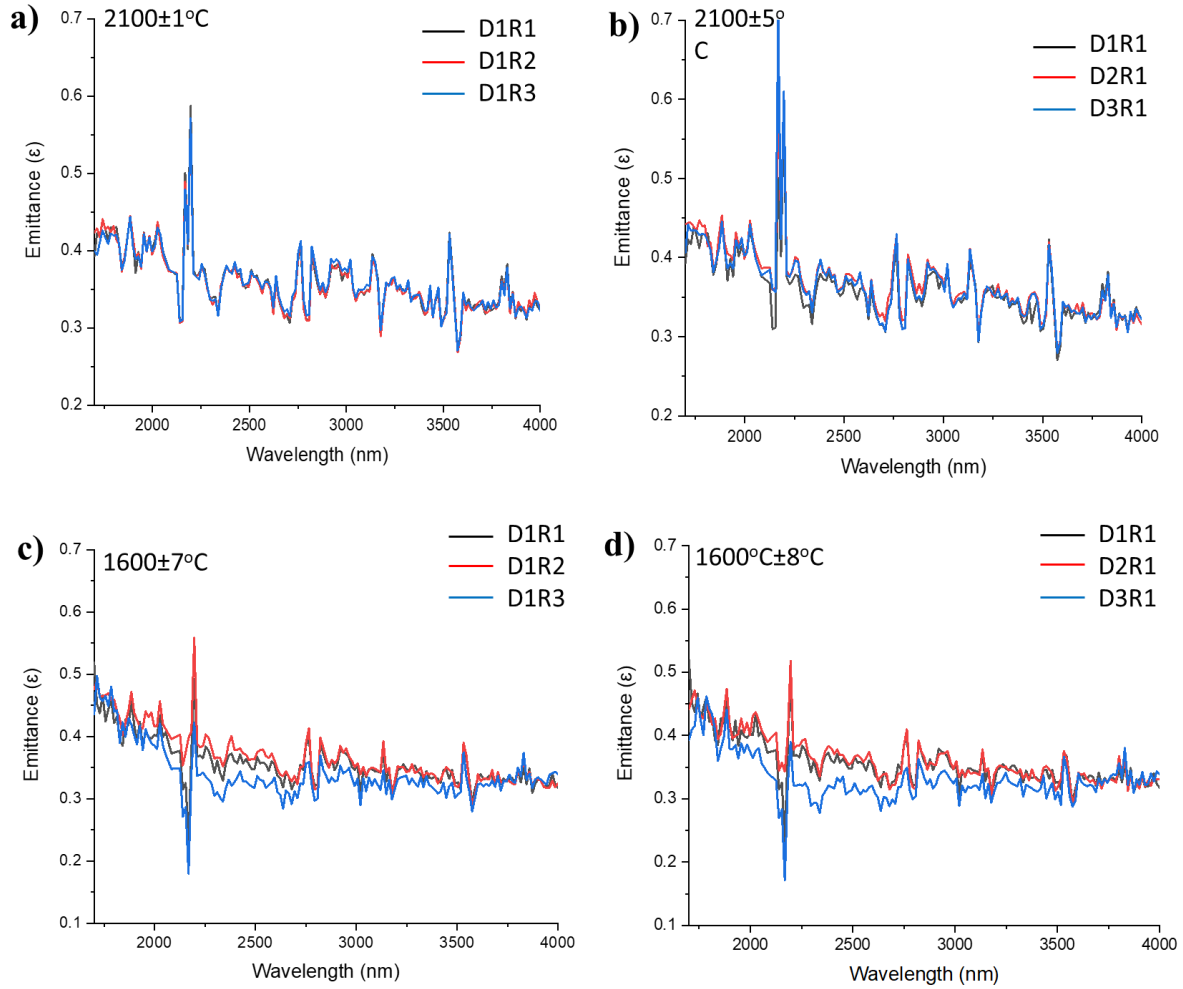 a)
2100±1°C
D1R1
D1R2
D1R3
0.7
0.6
0.5
0.4
0.3
0.2
Emittance (ε)
2000
2500
3000
3500
4000
Wavelength (nm)
b)
2100±5°
C
D1R1
D2R1
D3R1
0.7
0.6
0.5
0.4
0.3
0.2
Emittance (ε)
2000
2500
3000
3500
4000
Wavelength (nm)
c)
1600±7°C
D1R1
D1R2
D1R3
0.7
0.6
0.5
0.4
0.3
0.2
0.1
Emittance (ε)
2000
2500
3000
3500
4000
Wavelength (nm)
d)
1600°C±8°C
D1R1
D2R1
D3R1
0.7
0.6
0.5
0.4
0.3
0.2
0.1
Emittance (ε)
2000
2500
3000
3500
4000
Wavelength (nm)